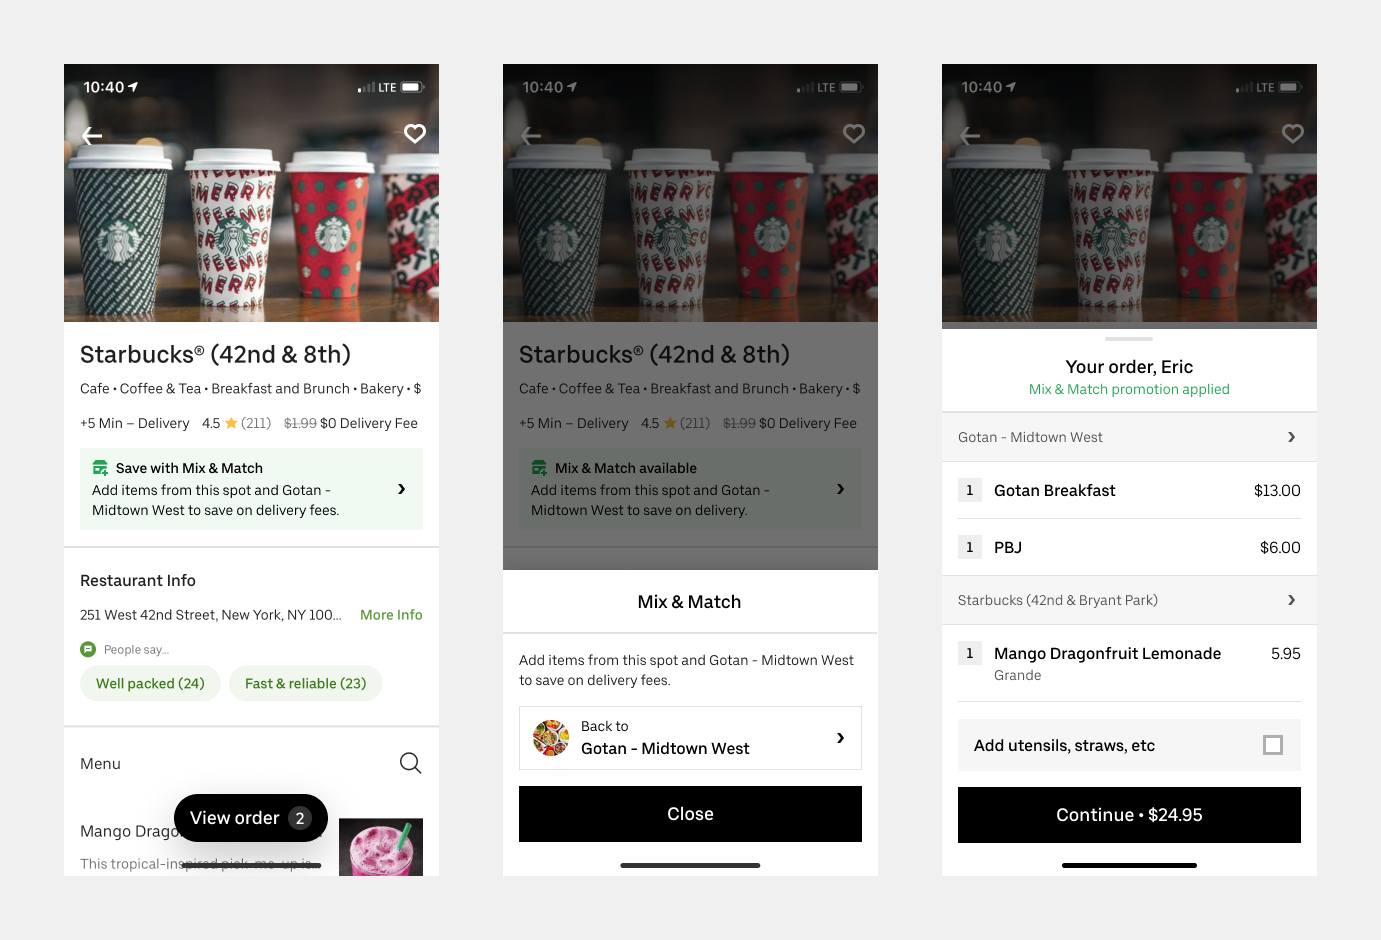 10:40
LTE
Starbucks® (42nd & 8th)
Cafe • Coffee & Tea • Breakfast and Brunch • Bakery • $
+5 Min – Delivery 4.5 (211) $1.99 $0 Delivery Fee
Save with Mix & Match
Add items from this spot and Gotan -
Midtown West to save on delivery fees.
Restaurant Info
251 West 42nd Street, New York, NY 100... More Info
People say...
Well packed (24) Fast & reliable (23)
Menu
View order 2
Mango Drago
This tropical-inspired pick-me-up is...
10:40
LTE
Starbucks® (42nd & 8th)
Cafe • Coffee & Tea • Breakfast and Brunch • Bakery • $
+5 Min – Delivery 4.5 (211) $1.99 $0 Delivery Fee
Mix & Match available
Add items from this spot and Gotan -
Midtown West to save on delivery.
Mix & Match
Add items from this spot and Gotan - Midtown West
to save on delivery fees.
Back to
Gotan - Midtown West
Close
10:40
LTE
Your order, Eric
Mix & Match promotion applied
Gotan - Midtown West
1 Gotan Breakfast $13.00
1 PBJ $6.00
Starbucks (42nd & Bryant Park)
1 Mango Dragonfruit Lemonade 5.95
Grande
Add utensils, straws, etc
Continue • $24.95